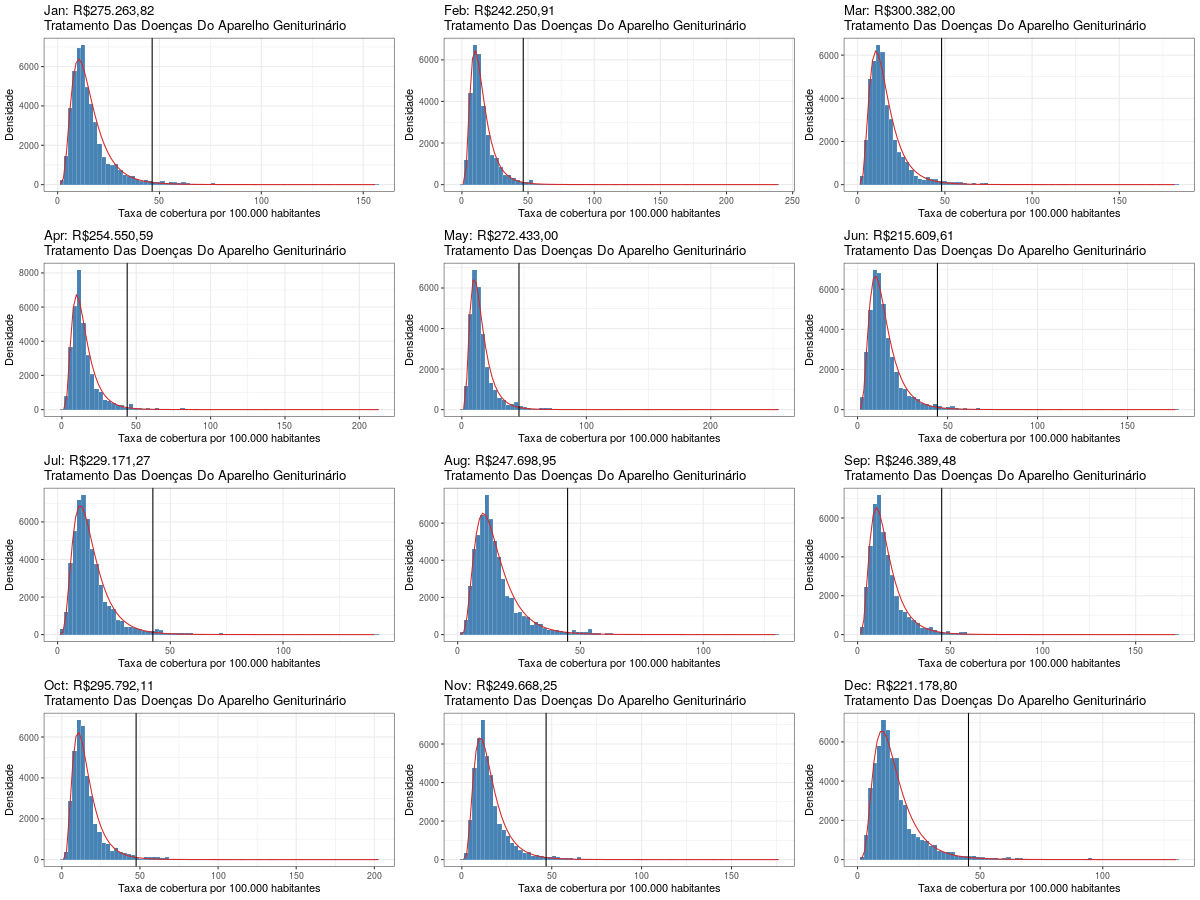 Jan: R$275.263,82
Tratamento Das Doenças Do Aparelho Geniturinário
Densidade
6000
4000
2000
0
0 50 100 150
Taxa de cobertura por 100.000 habitantes
Feb: R$242.250,91
Tratamento Das Doenças Do Aparelho Geniturinário
Densidade
6000
4000
2000
0
0 50 100 150 200 250
Taxa de cobertura por 100.000 habitantes
Mar: R$300.382,00
Tratamento Das Doenças Do Aparelho Geniturinário
Densidade
6000
4000
2000
0
0 50 100 150
Taxa de cobertura por 100.000 habitantes
Apr: R$254.550,59
Tratamento Das Doenças Do Aparelho Geniturinário
Densidade
8000
6000
4000
2000
0
0 50 100 150 200
Taxa de cobertura por 100.000 habitantes
May: R$272.433,00
Tratamento Das Doenças Do Aparelho Geniturinário
Densidade
6000
4000
2000
0
0 100 200
Taxa de cobertura por 100.000 habitantes
Jun: R$215.609,61
Tratamento Das Doenças Do Aparelho Geniturinário
Densidade
6000
4000
2000
0
0 50 100 150
Taxa de cobertura por 100.000 habitantes
Jul: R$229.171,27
Tratamento Das Doenças Do Aparelho Geniturinário
Densidade
6000
4000
2000
0
0 50 100
Taxa de cobertura por 100.000 habitantes
Aug: R$247.698,95
Tratamento Das Doenças Do Aparelho Geniturinário
Densidade
6000
4000
2000
0
0 50 100
Taxa de cobertura por 100.000 habitantes
Sep: R$246.389,48
Tratamento Das Doenças Do Aparelho Geniturinário
Densidade
6000
4000
2000
0
0 50 100 150
Taxa de cobertura por 100.000 habitantes
Oct: R$295.792,11
Tratamento Das Doenças Do Aparelho Geniturinário
Densidade
6000
4000
2000
0
0 50 100 150 200
Taxa de cobertura por 100.000 habitantes
Nov: R$249.668,25
Tratamento Das Doenças Do Aparelho Geniturinário
Densidade
6000
4000
2000
0
0 50 100 150
Taxa de cobertura por 100.000 habitantes
Dec: R$221.178,80
Tratamento Das Doenças Do Aparelho Geniturinário
Densidade
6000
4000
2000
0
0 50 100
Taxa de cobertura por 100.000 habitantes